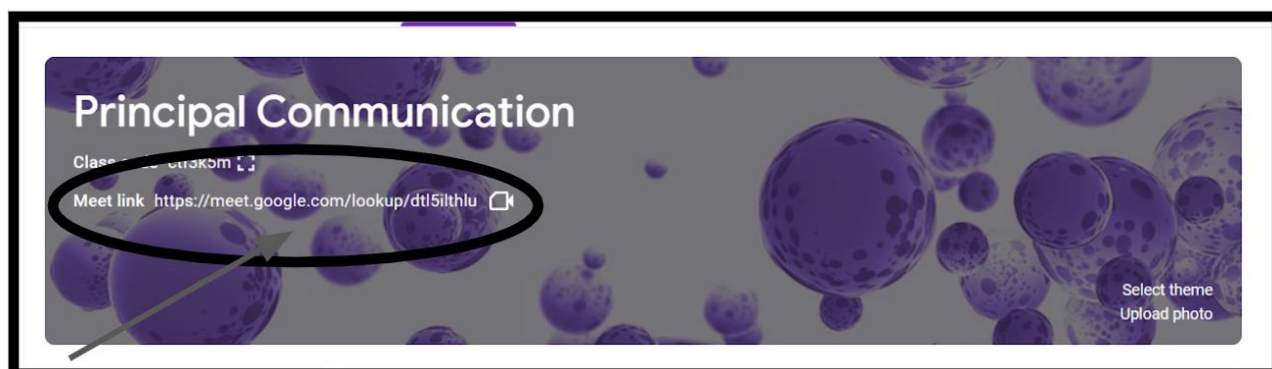 Principal Communication
Class
Meet link https://meet.google.com/lookup/dtl5ilthlu
Select theme
Upload photo